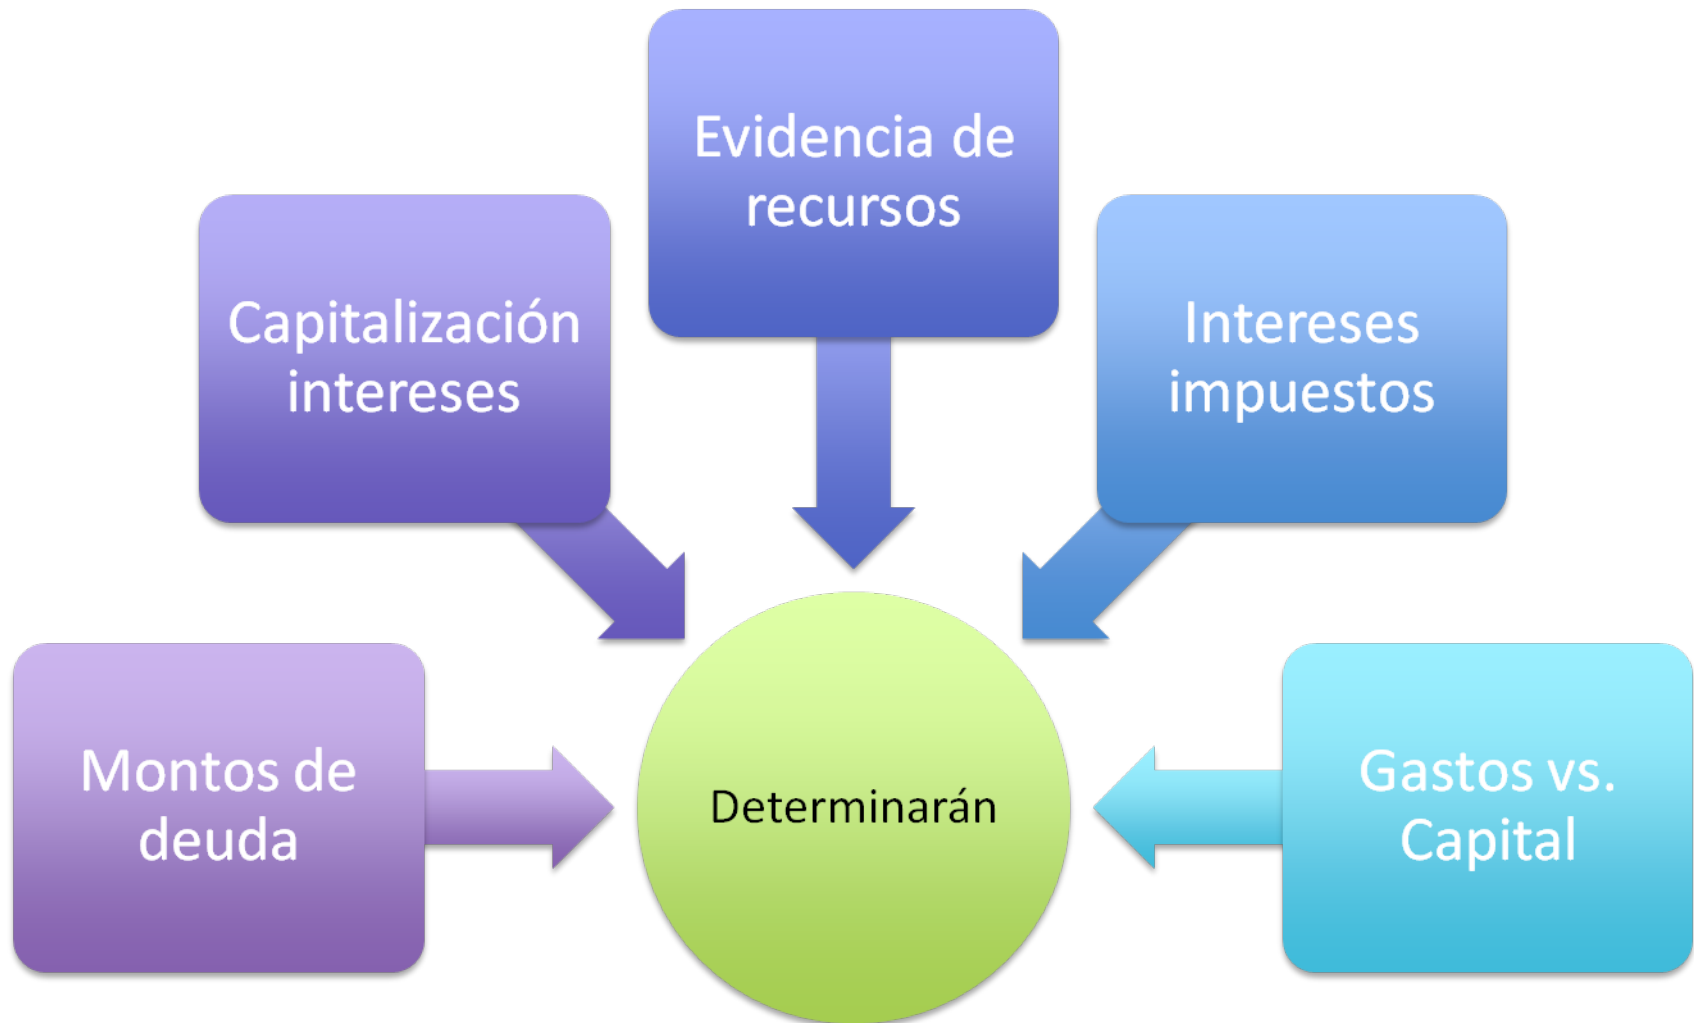 Evidencia de
recursos
Capitalización
intereses
Intereses
impuestos
Montos de
deuda
Determinarán
Gastos vs.
Capital